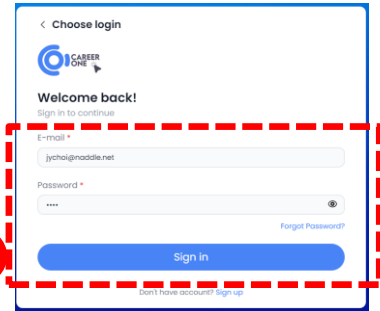 < Choose login
CAREER
ONE
Welcome back!
Sign in to continue
E-mail *
jychoi@naddle.net
Password *
••••
Forgot Password?
Sign in
Don't have account? Sign up